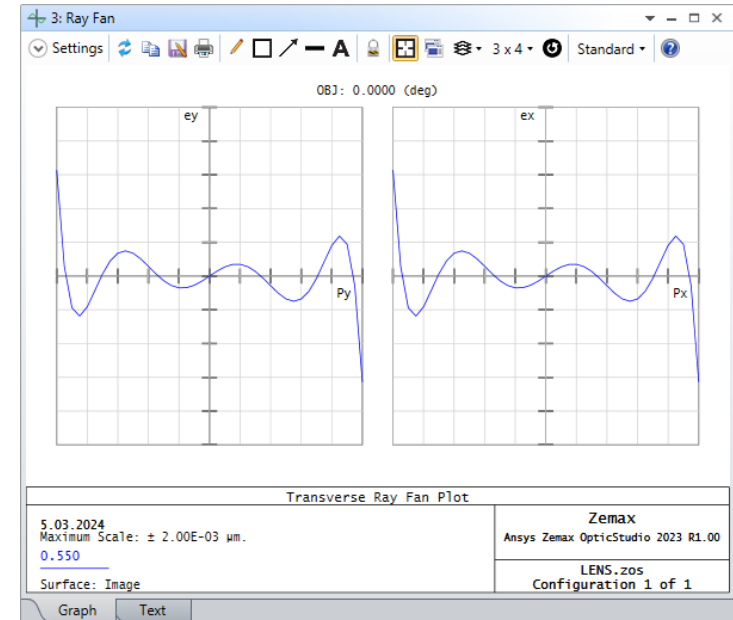 3: Ray Fan
Settings
A
3 x 4
Standard
OBJ: 0.0000 (deg)
ey
Py
ex
Px
Transverse Ray Fan Plot
5.03.2024
Maximum Scale: ± 2.00E-03 µm.
0.550
Surface: Image
Zemax
Ansys Zemax OpticStudio 2023 R1.00
LENS.zos
Configuration 1 of 1
Graph Text